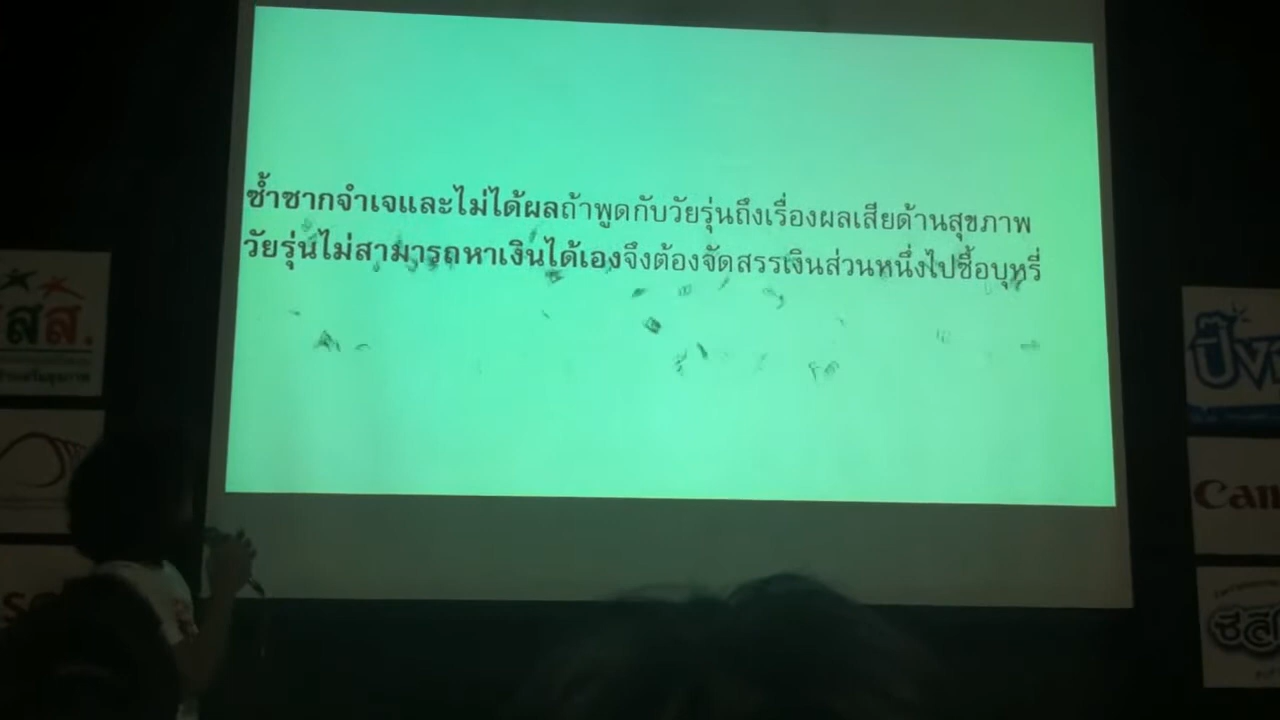 ซ้ำซากจำเจและไม่ได้ผลถ้าพูดกับวัยรุ่นถึงเรื่องผลเสียด้านสุขภาพ
วัยรุ่นไม่สามารถหาเงินได้เองจึงต้องจัดสรรเงินส่วนหนึ่งไปซื้อบุหรี่
สส.
ปิ๊ง
Can